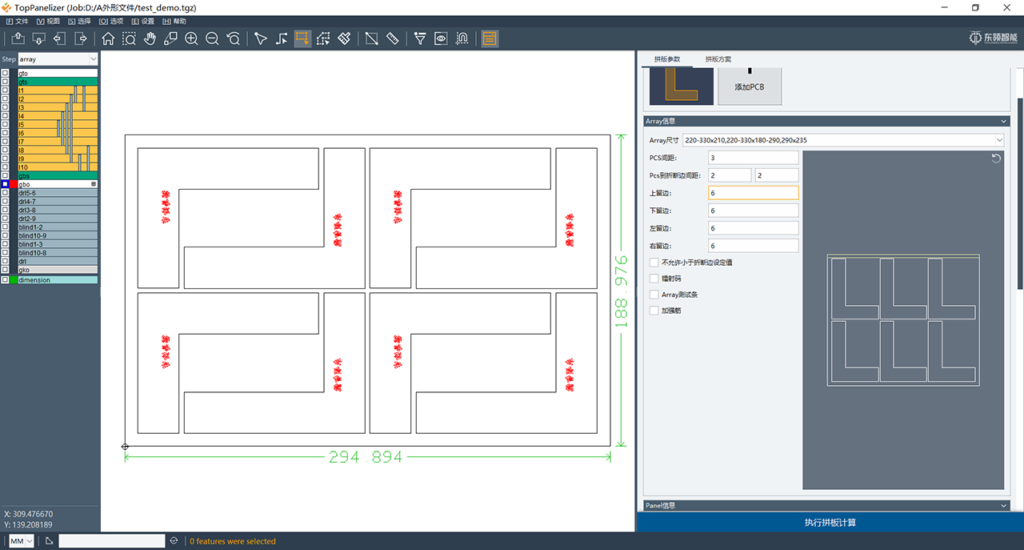 TopPanelizer (Job:D:/A外形文件/test_demo.tgz)
[F] 文件 [V] 视图 [S] 选择 [O] 选项 [E] 设置 [H] 帮助
东领智能
Step array
gto
gts
l1
l2
l3
l4
l5
l6
l7
l8
l9
l10
gbs
gbo
drl5-6
drl4-7
drl3-8
drl2-9
blind1-2
blind10-9
blind1-3
blind10-8
drl
gko
dimension
294 894
188 976
拼板参数 拼板方案
添加PCB
Array信息
Array尺寸 220-330x210,220-330x180-290,290x235
PCS间距: 3
Pcs到折断边间距: 2 2
上留边: 6
下留边: 6
左留边: 6
右留边: 6
不允许小于折断边设定值
镭射码
Array测试条
加强筋
Panel信息
执行拼板计算
X: 309.476670
Y: 139.208189
MM
0 features were selected